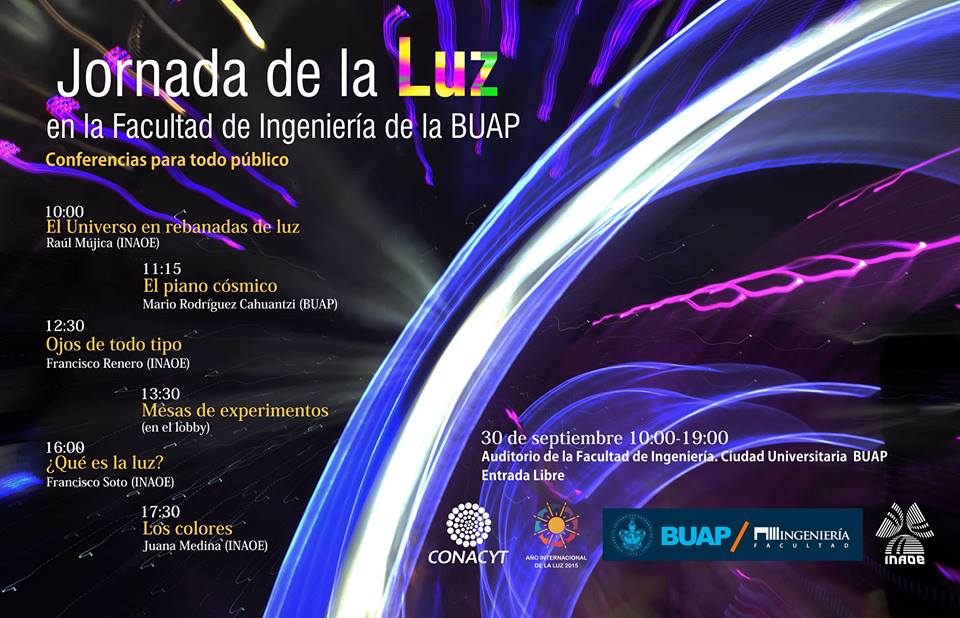 Jornada de la Luz
en la Facultad de Ingeniería de la BUAP
Conferencias para todo público
10:00
El Universo en rebanadas de luz
Raúl Mújica (INAOE)
11:15
El piano cósmico
Mario Rodríguez Cahuantzi (BUAP)
12:30
Ojos de todo tipo
Francisco Renero (INAOE)
13:30
Mesas de experimentos
(en el lobby)
16:00
¿Qué es la luz?
Francisco Soto (INAOE)
17:30
Los colores
Juana Medina (INAOE)
30 de septiembre 10:00-19:00
Auditorio de la Facultad de Ingeniería. Ciudad Universitaria BUAP
Entrada Libre
CONACYT
AÑO INTERNACIONAL
DE LA LUZ 2015
BUAP
INGENIERÍA
FACULTAD
INAOE